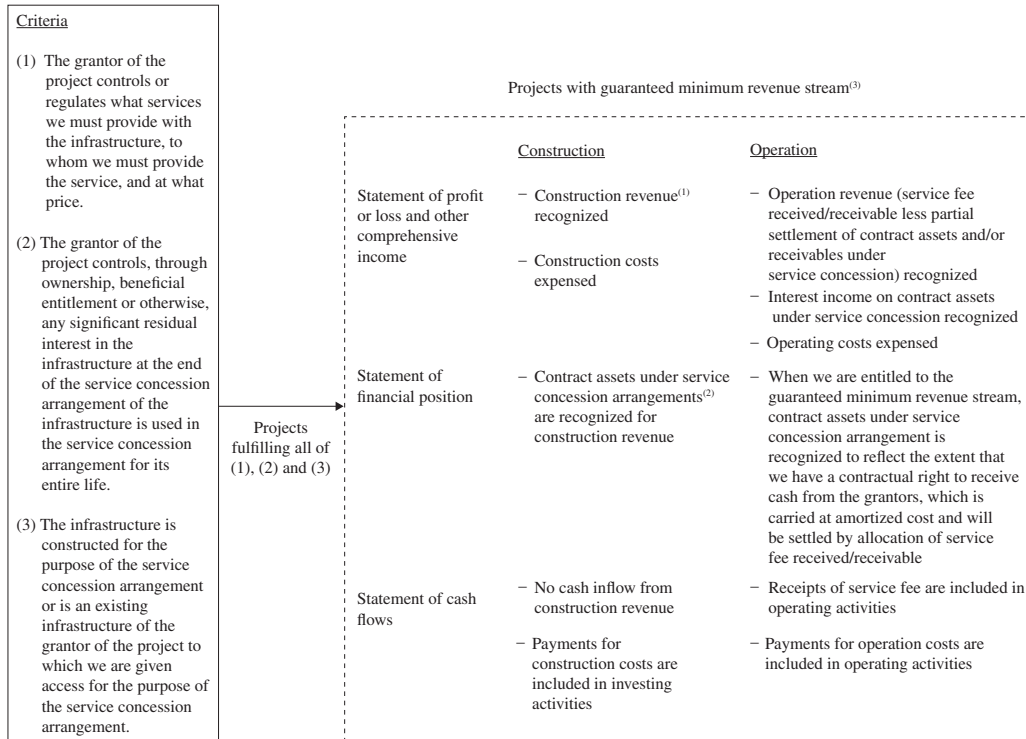 Criteria
(1) The grantor of the
project controls or
regulates what services
we must provide with
the infrastructure, to
whom we must provide
the service, and at what
price.
(2) The grantor of the
project controls, through
ownership, beneficial
entitlement or otherwise,
any significant residual
interest in the
infrastructure at the end
of the service concession
arrangement of the
infrastructure is used in
the service concession
arrangement for its
entire life.
(3) The infrastructure is
constructed for the
purpose of the service
concession arrangement
or is an existing
infrastructure of the
grantor of the project to
which we are given
access for the purpose of
the service concession
arrangement.
Projects
fulfilling all of
(1), (2) and (3)
Projects with guaranteed minimum revenue stream(3)
Construction
Operation
Statement of profit
or loss and other
comprehensive
income
– Construction revenue(1)
recognized
– Construction costs
expensed
– Operation revenue (service fee
received/receivable less partial
settlement of contract assets and/or
receivables under
service concession) recognized
– Interest income on contract assets
under service concession recognized
– Operating costs expensed
Statement of
financial position
– Contract assets under service
concession arrangements(2)
are recognized for
construction revenue
– When we are entitled to the
guaranteed minimum revenue stream,
contract assets under service
concession arrangement is
recognized to reflect the extent that
we have a contractual right to receive
cash from the grantors, which is
carried at amortized cost and will
be settled by allocation of service
fee received/receivable
Statement of cash
flows
– No cash inflow from
construction revenue
– Payments for
construction costs are
included in investing
activities
– Receipts of service fee are included in
operating activities
– Payments for operation costs are
included in operating activities